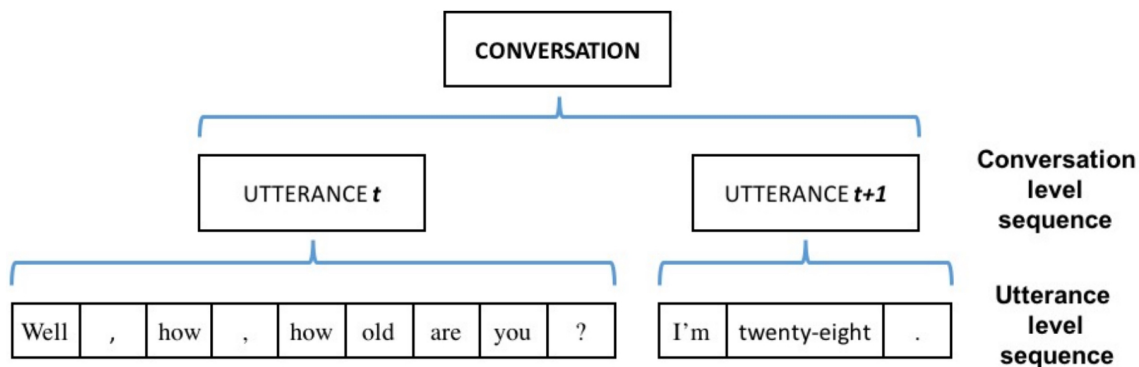 CONVERSATION
UTTERANCE t
UTTERANCE t+1
Conversation
level
sequence
Well , how , how old are you ?
I'm twenty-eight .
Utterance
level
sequence